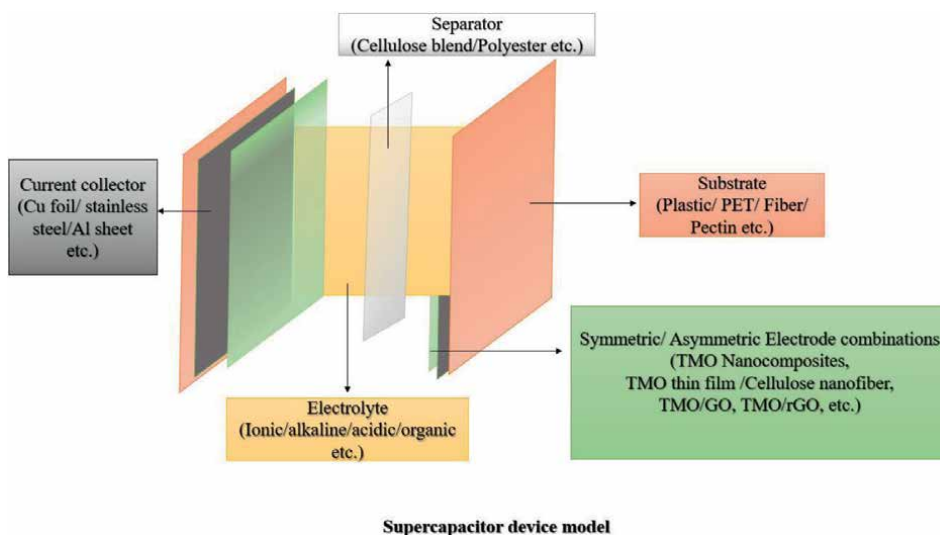 Separator
(Cellulose blend/Polyester etc.)
Current collector
(Cu foil/ stainless
steel/Al sheet
etc.)
Substrate
(Plastic/ PET/ Fiber/
Pectin etc.)
Symmetric/ Asymmetric Electrode combinations
(TMO Nanocomposites,
TMO thin film /Cellulose nanofiber,
TMO/GO, TMO/rGO, etc.)
Electrolyte
(Ionic/alkaline/acidic/organic
etc.)
Supercapacitor device model